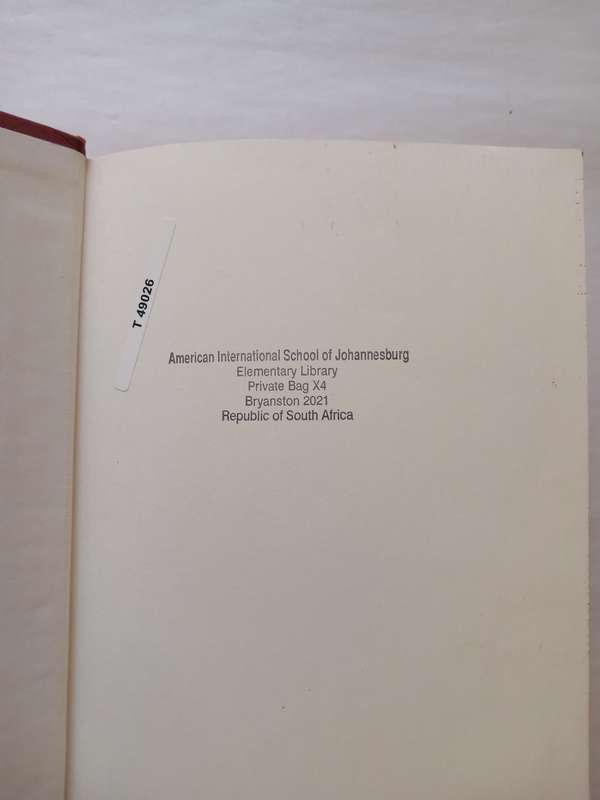 T 49026
American International School of Johannesburg
Elementary Library
Private Bag X4
Bryanston 2021
Republic of South Africa